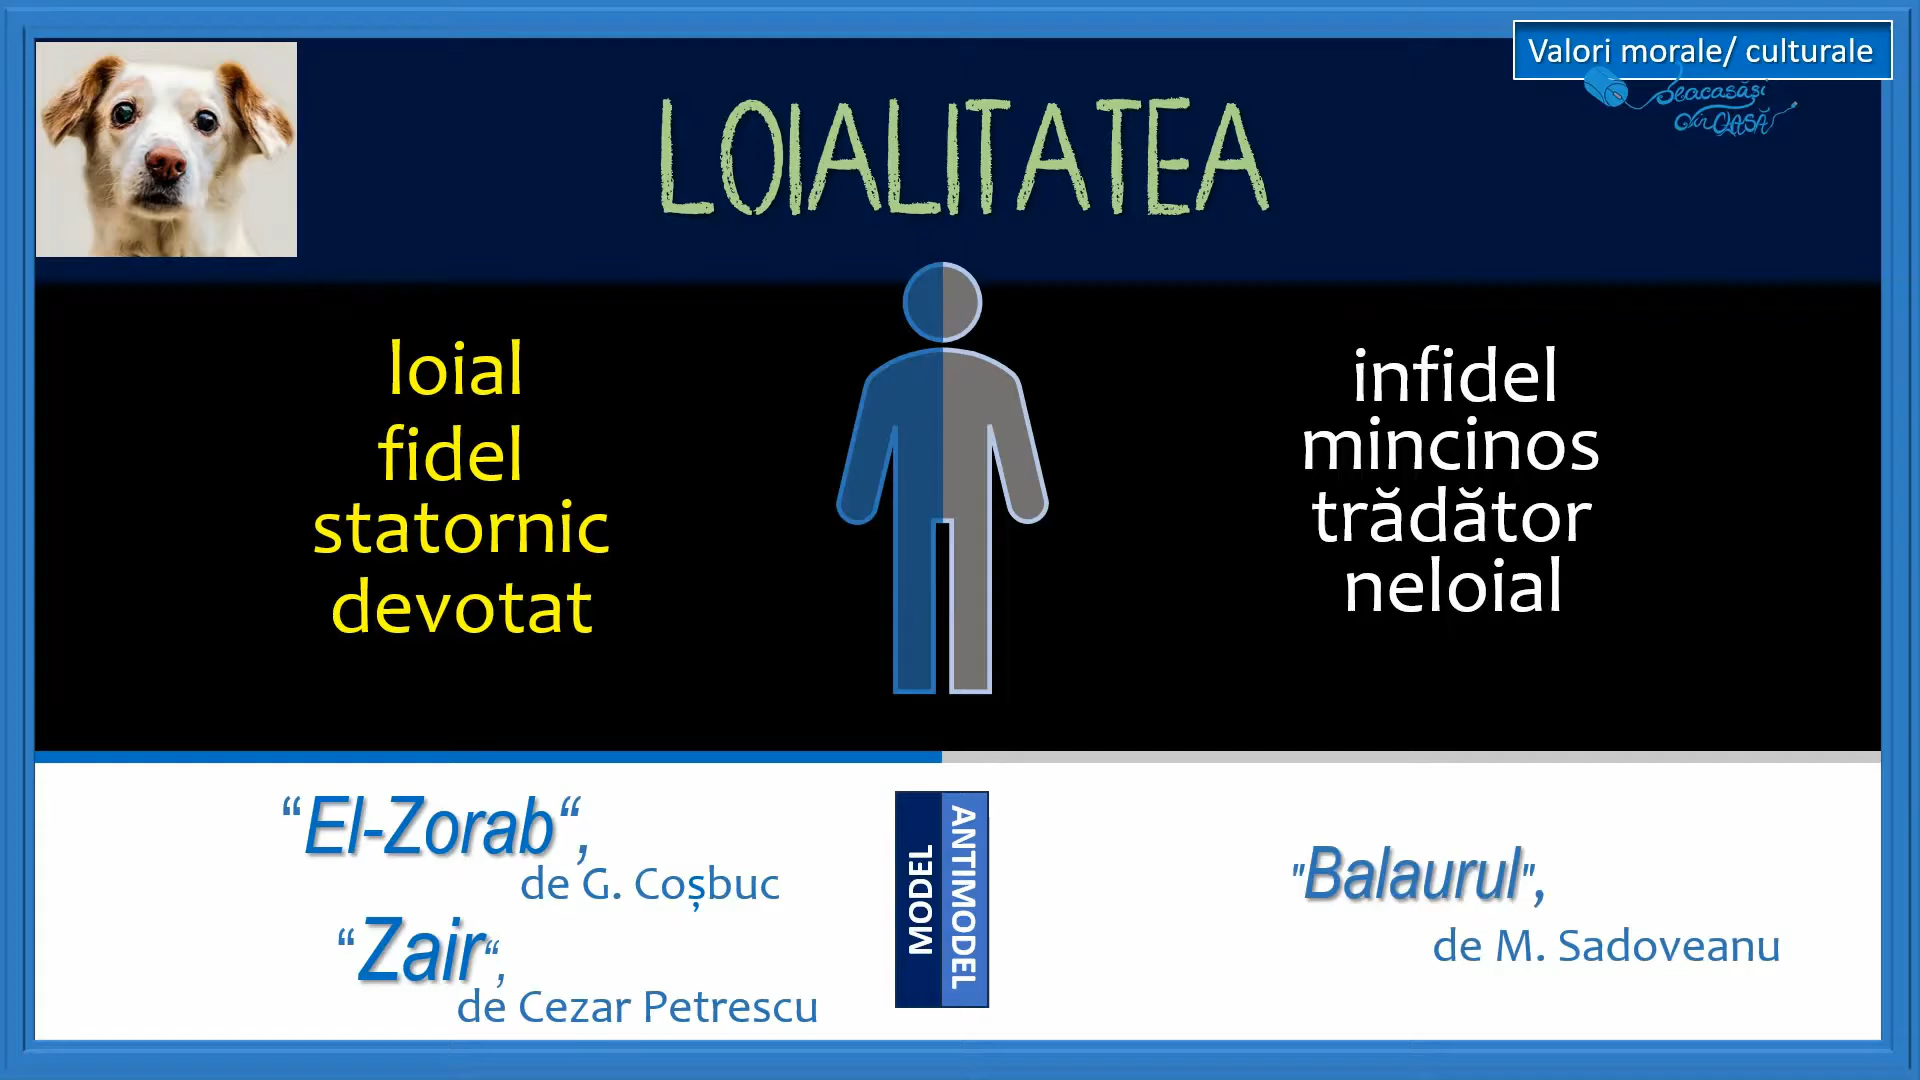 Valori morale/ culturale
LOIALITATEA
loial
fidel
statornic
devotat
infidel
mincinos
trădător
neloial
“El-Zorab“,
de G. Coșbuc
“Zair“,
de Cezar Petrescu
MODEL
ANTIMODEL
"Balaurul",
de M. Sadoveanu